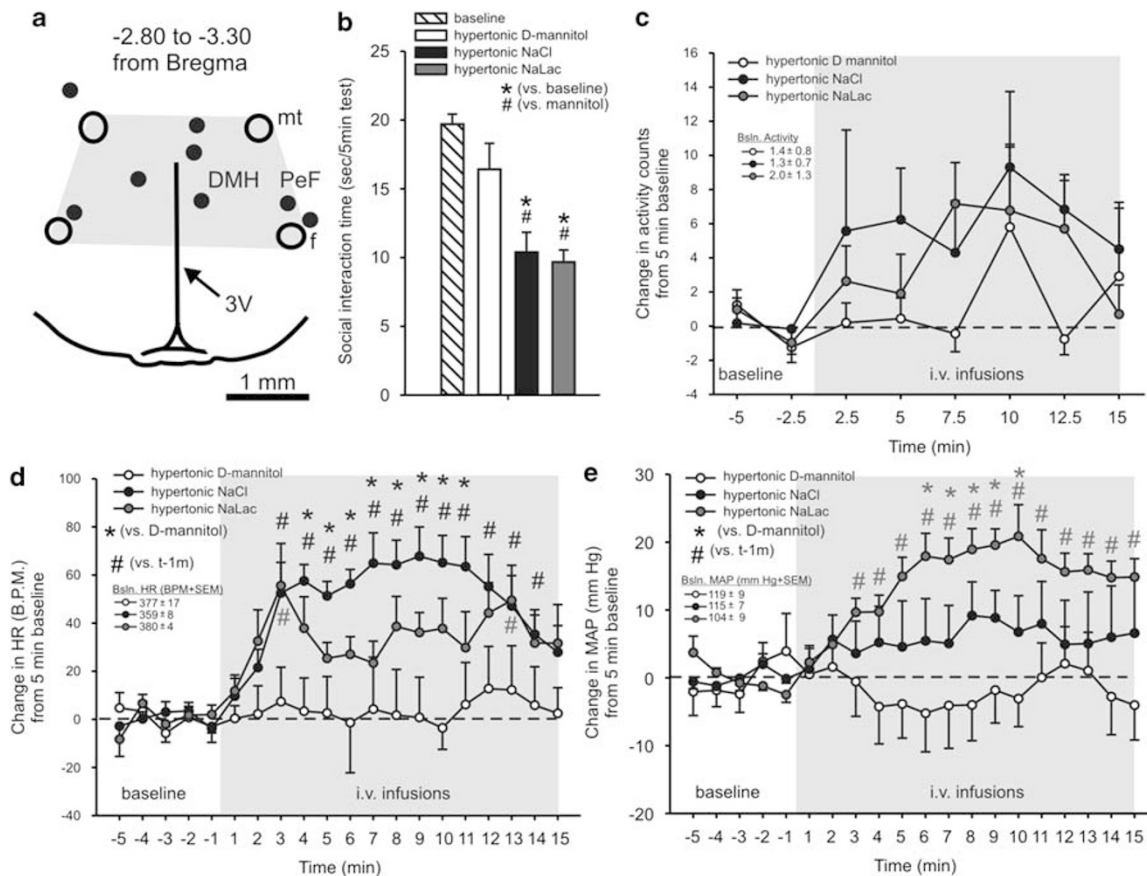 a
-2.80 to -3.30
from Bregma
mt
DMH
PeF
f
3V
1 mm
b
baseline
hypertonic D-mannitol
hypertonic NaCl
hypertonic NaLac
* (vs. baseline)
# (vs. mannitol)
Social interaction time (sec/5min test)
25
20
15
10
5
0
*
#
*
#
c
hypertonic D mannitol
hypertonic NaCl
hypertonic NaLac
Bsln. Activity
1.4± 0.8
1.3± 0.7
2.0± 1.3
Change in activity counts
from 5 min baseline
16
14
12
10
8
6
4
2
0
-2
-4
baseline
i.v. infusions
-5 -2.5 2.5 5 7.5 10 12.5 15
Time (min)
d
hypertonic D-mannitol
hypertonic NaCl
hypertonic NaLac
* (vs. D-mannitol)
# (vs. t-1m)
Bsln. HR (BPM+SEM)
377± 17
359± 8
380± 4
Change in HR (B.P.M.)
from 5 min baseline
100
80
60
40
20
0
-20
-40
* * * * * * * *
# # # # # # # # # # # #
# #
baseline
i.v. infusions
-5 -4 -3 -2 -1 1 2 3 4 5 6 7 8 9 10 11 12 13 14 15
Time (min)
e
hypertonic D-mannitol
hypertonic NaCl
hypertonic NaLac
* (vs. D-mannitol)
# (vs. t-1m)
Bsln. MAP (mm Hg+SEM)
119± 9
115± 7
104± 9
Change in MAP (mm Hg)
from 5 min baseline
30
20
10
0
-10
-20
* * * * *
# # # # # # # # # # # # #
baseline
i.v. infusions
-5 -4 -3 -2 -1 1 2 3 4 5 6 7 8 9 10 11 12 13 14 15
Time (min)